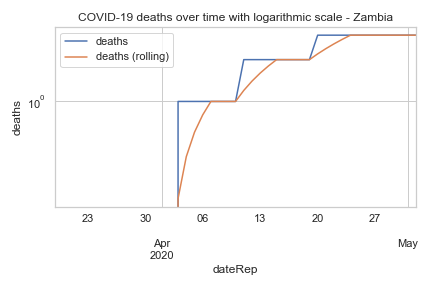 COVID-19 deaths over time with logarithmic scale - Zambia
deaths
deaths (rolling)
deaths
10⁰
23 30 06 13 20 27
Apr May
2020
dateRep